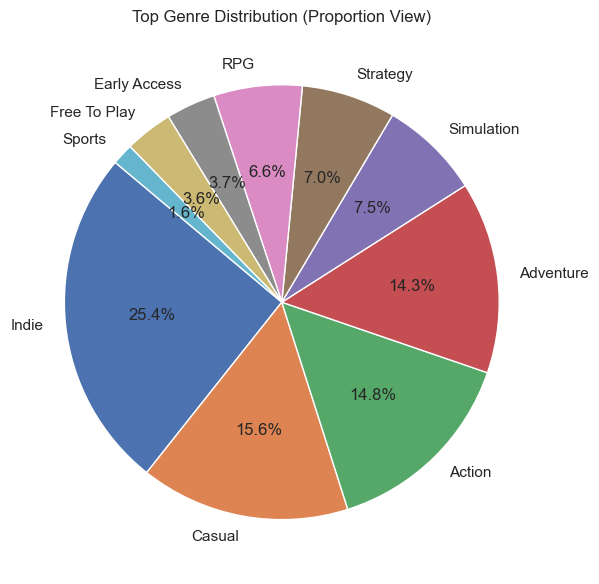 Top Genre Distribution (Proportion View)
RPG
Strategy
Early Access
Free To Play
Simulation
Sports
6.6%
7.0%
3.7%
3.6%
7.5%
1.6%
Adventure
14.3%
Indie
25.4%
14.8%
15.6%
Action
Casual